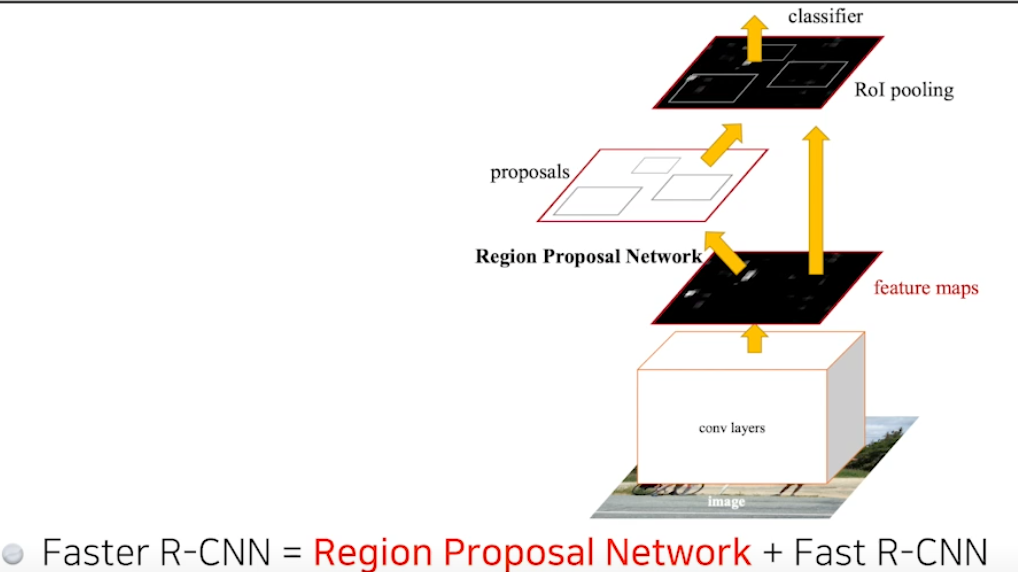 classifier
RoI pooling
proposals
Region Proposal Network
feature maps
conv layers
image
Faster R-CNN = Region Proposal Network + Fast R-CNN